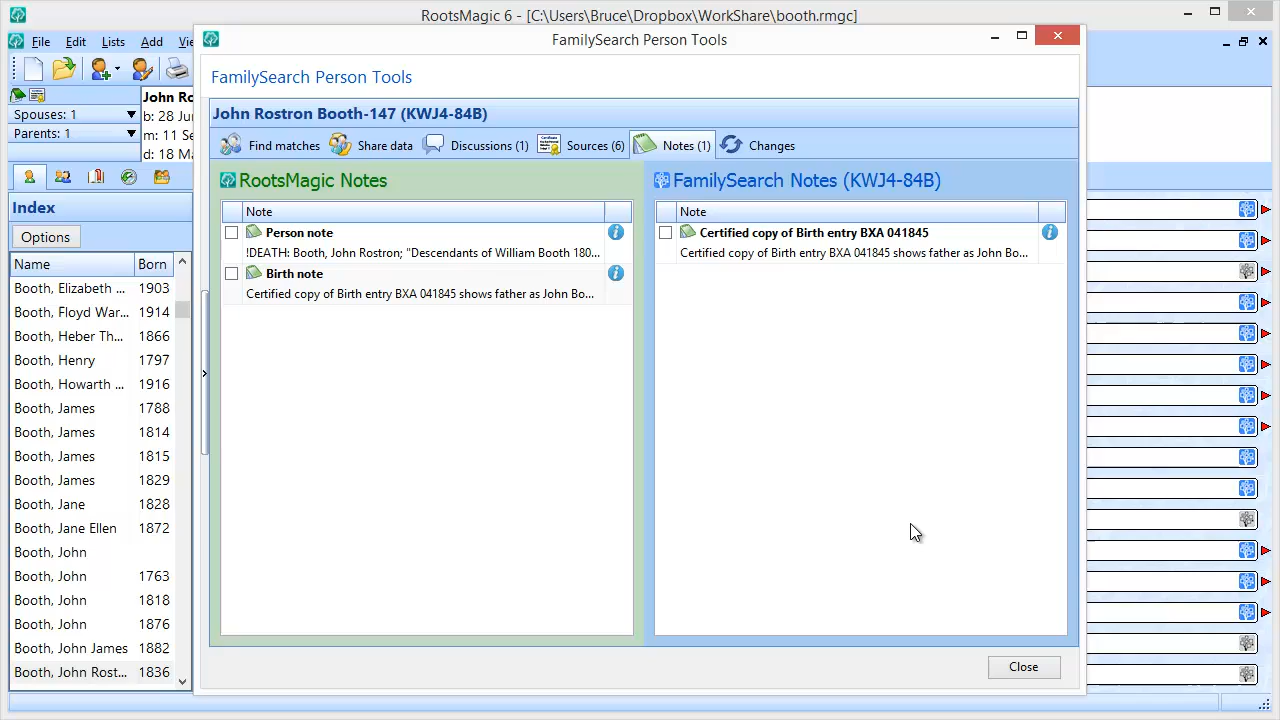 RootsMagic 6 - [C:\Users\Bruce\Dropbox\WorkShare\booth.rmgc]
File Edit Lists Add
FamilySearch Person Tools
FamilySearch Person Tools
John Rostron Booth-147 (KWJ4-84B)
Find matches Share data Discussions (1) Sources (6) Notes (1) Changes
John Ro
Spouses: 1
b: 28 Jun
Parents: 1
m: 11 Se
d: 18 Ma
Index
Options
Name Born
Booth, Elizabeth ... 1903
Booth, Floyd War... 1914
Booth, Heber Th... 1866
Booth, Henry 1797
Booth, Howarth ... 1916
Booth, James 1788
Booth, James 1814
Booth, James 1815
Booth, James 1829
Booth, Jane 1828
Booth, Jane Ellen 1872
Booth, John
Booth, John 1763
Booth, John 1818
Booth, John 1876
Booth, John James 1882
Booth, John Rost... 1836
RootsMagic Notes
Note
Person note
!DEATH: Booth, John Rostron; "Descendants of William Booth 180...
Birth note
Certified copy of Birth entry BXA 041845 shows father as John Bo...
FamilySearch Notes (KWJ4-84B)
Note
Certified copy of Birth entry BXA 041845
Certified copy of Birth entry BXA 041845 shows father as John Bo...
Close